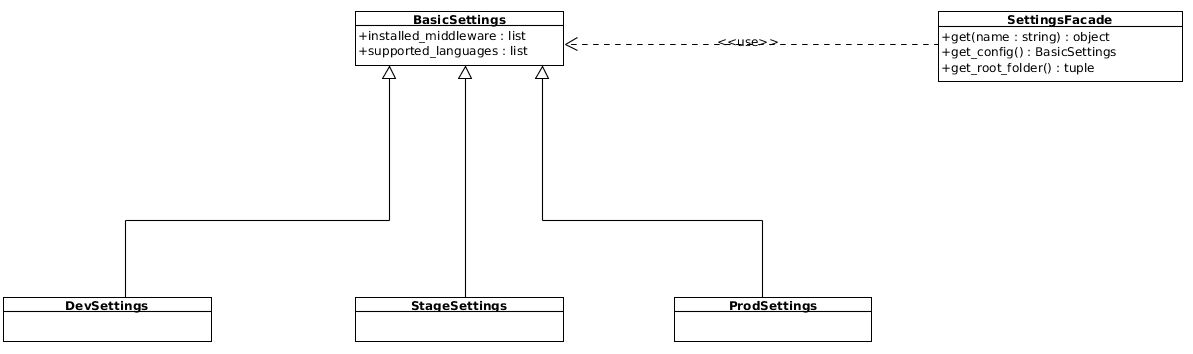 BasicSettings
+installed_middleware : list
+supported_languages : list
<<use>>
SettingsFacade
+get(name : string) : object
+get_config() : BasicSettings
+get_root_folder() : tuple
DevSettings
StageSettings
ProdSettings